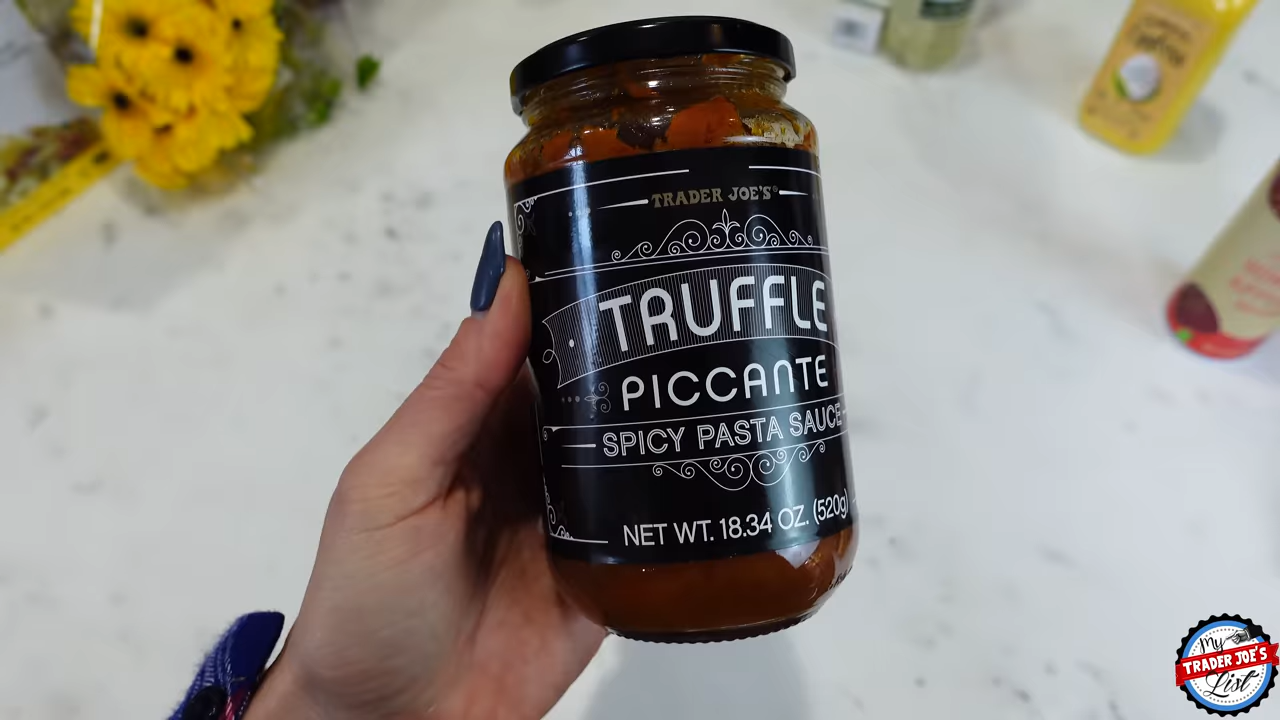 TRADER JOE'S®
TRUFFLE
PICCANTE
SPICY PASTA SAUCE
NET WT. 18.34 OZ. (520g)
My
TRADER JOE'S
List